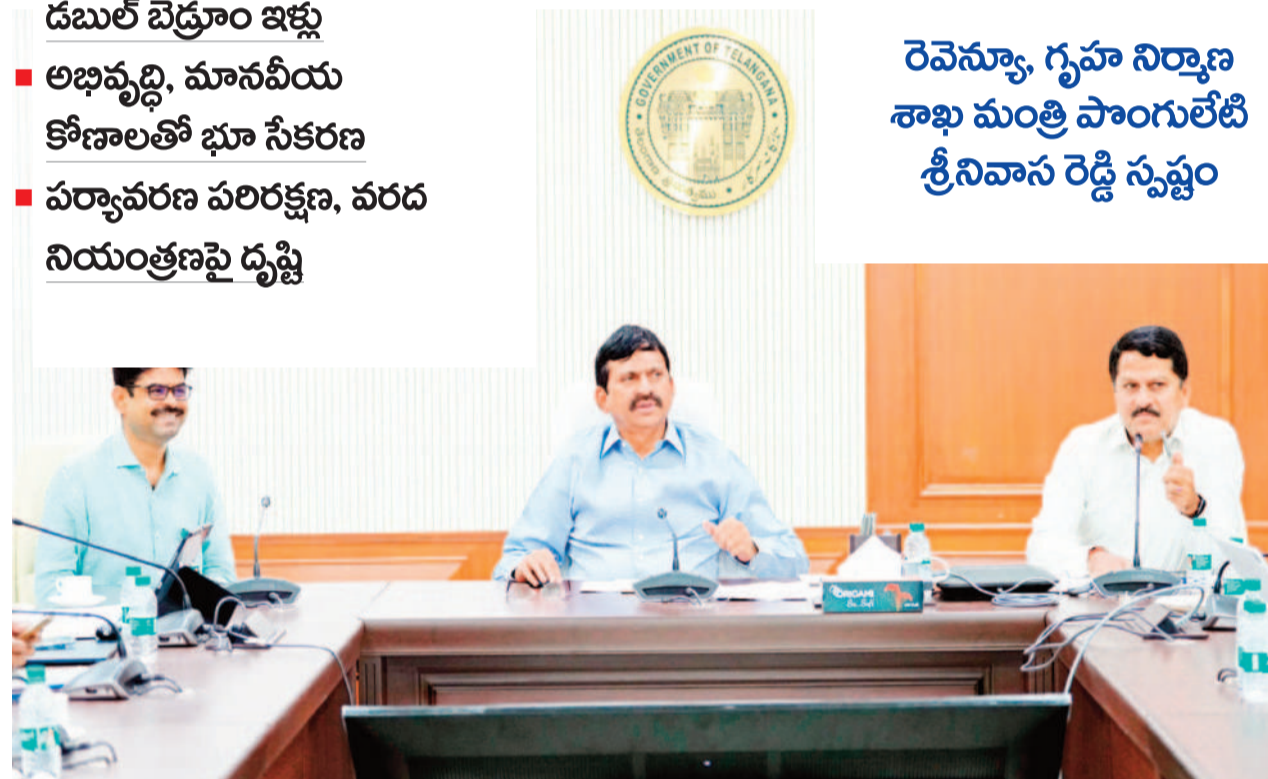 డబుల్ బెడ్రూం ఇళ్లు
అభివృద్ధి, మానవీయ
కోణాలతో భూ సేకరణ
పర్యావరణ పరిరక్షణ, వరద
నియంత్రణపై దృష్టి
రెవెన్యూ, గృహ నిర్మాణ
శాఖ మంత్రి పొంగులేటి
శ్రీనివాస రెడ్డి స్పష్టం
GOVERNMENT OF TELANGANA
ORIGAMI